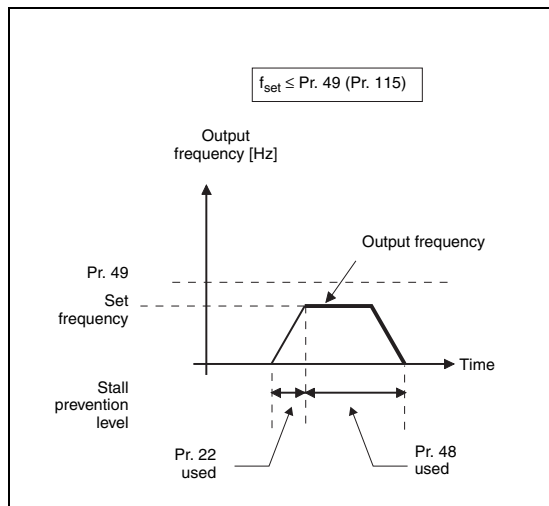 fset ≤ Pr. 49 (Pr. 115)
Output
frequency [Hz]
Output frequency
Pr. 49
Set
frequency
Time
Stall
prevention
level
Pr. 22
used
Pr. 48
used